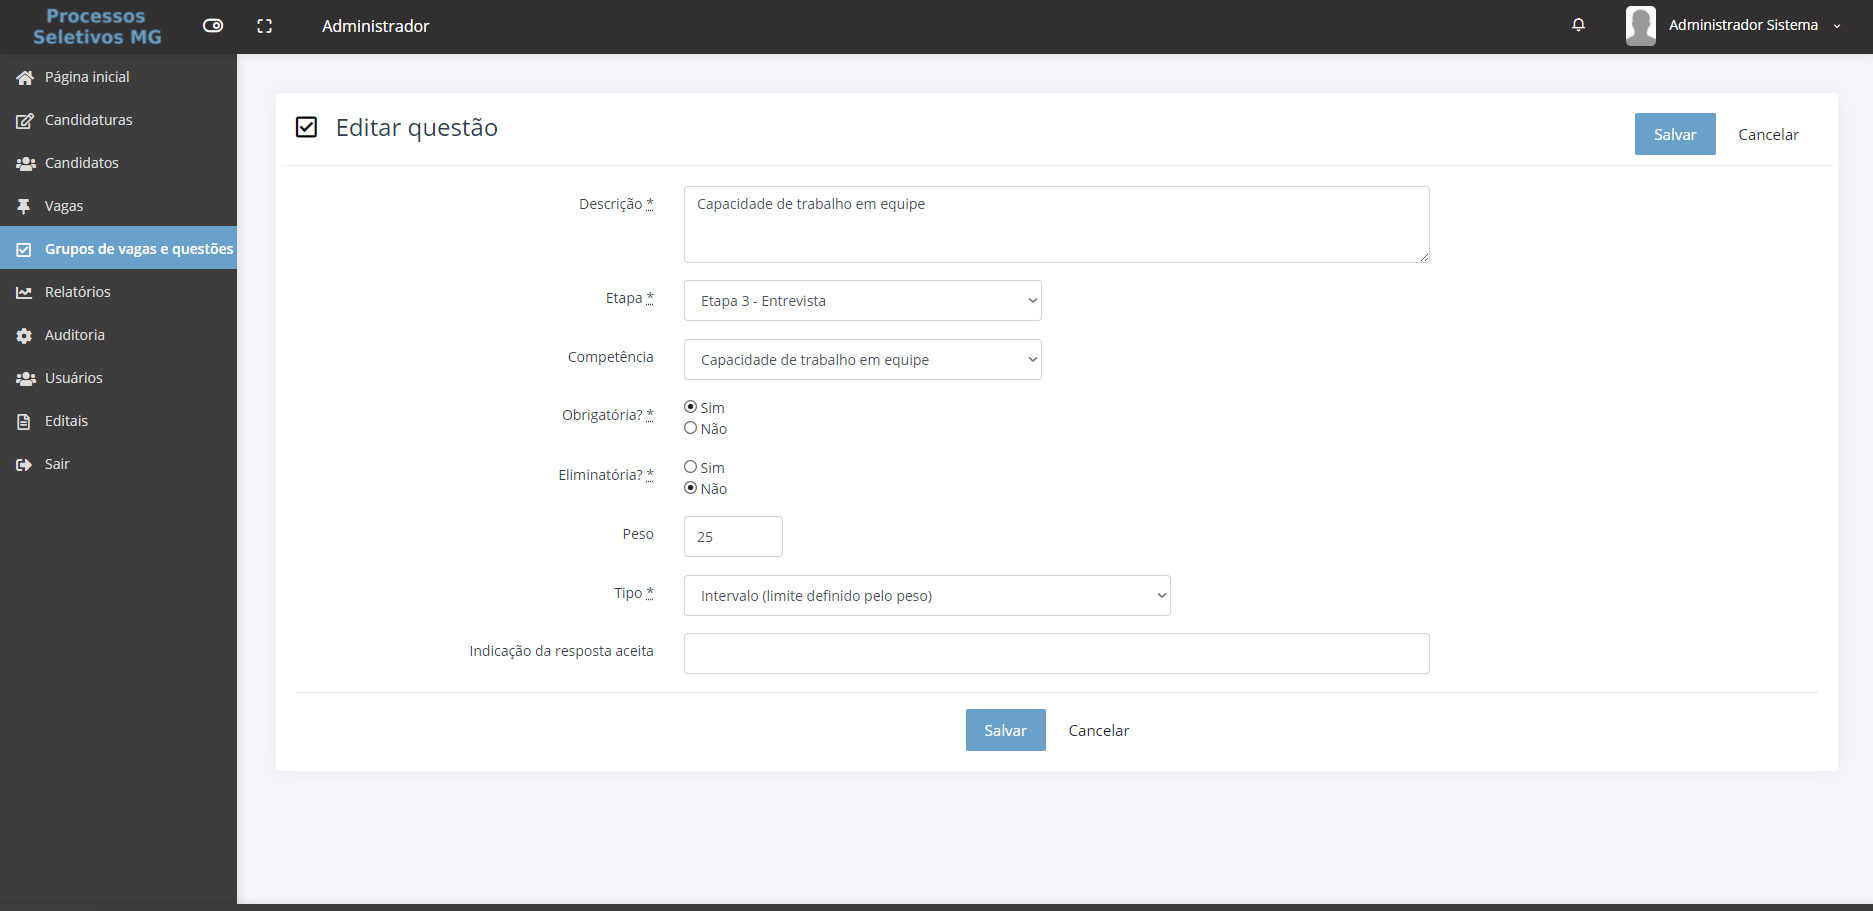 Processos
Seletivos MG
Administrador
Administrador Sistema
Página inicial
Candidaturas
Candidatos
Vagas
Grupos de vagas e questões
Relatórios
Auditoria
Usuários
Editais
Sair
Editar questão
Salvar
Cancelar
Descrição *
Capacidade de trabalho em equipe
Etapa *
Etapa 3 - Entrevista
Competência
Capacidade de trabalho em equipe
Obrigatória? *
Sim
Não
Eliminatória? *
Sim
Não
Peso
25
Tipo *
Intervalo (limite definido pelo peso)
Indicação da resposta aceita
Salvar
Cancelar